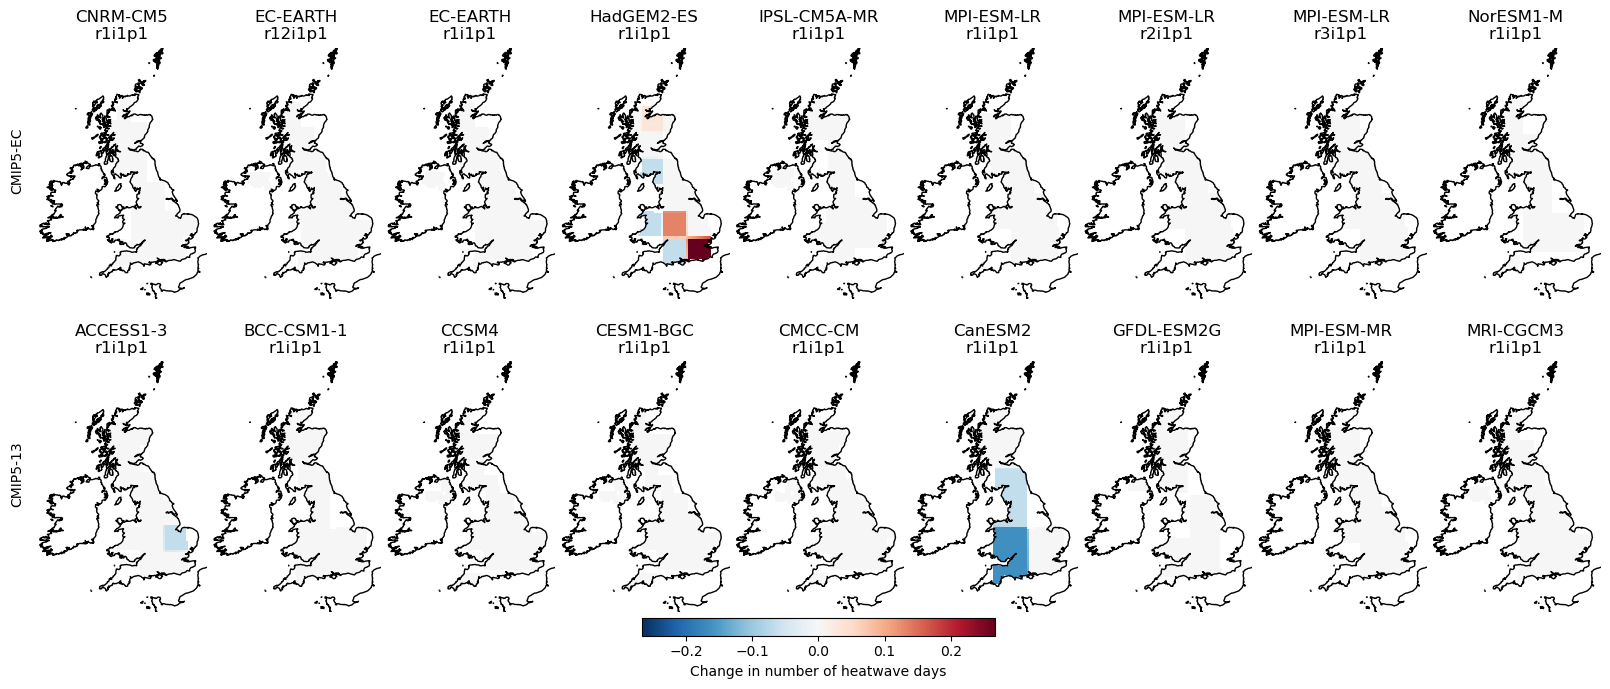 CNRM-CM5 EC-EARTH EC-EARTH HadGEM2-ES IPSL-CM5A-MR MPI-ESM-LR MPI-ESM-LR MPI-ESM-LR NorESM1-M
r1i1p1 r12i1p1 r1i1p1 r1i1p1 r1i1p1 r1i1p1 r2i1p1 r3i1p1 r1i1p1
CMIP5-EC
ACCESS1-3 BCC-CSM1-1 CCSM4 CESM1-BGC CMCC-CM CanESM2 GFDL-ESM2G MPI-ESM-MR MRI-CGCM3
r1i1p1 r1i1p1 r1i1p1 r1i1p1 r1i1p1 r1i1p1 r1i1p1 r1i1p1 r1i1p1
CMIP5-13
−0.2 −0.1 0.0 0.1 0.2
Change in number of heatwave days